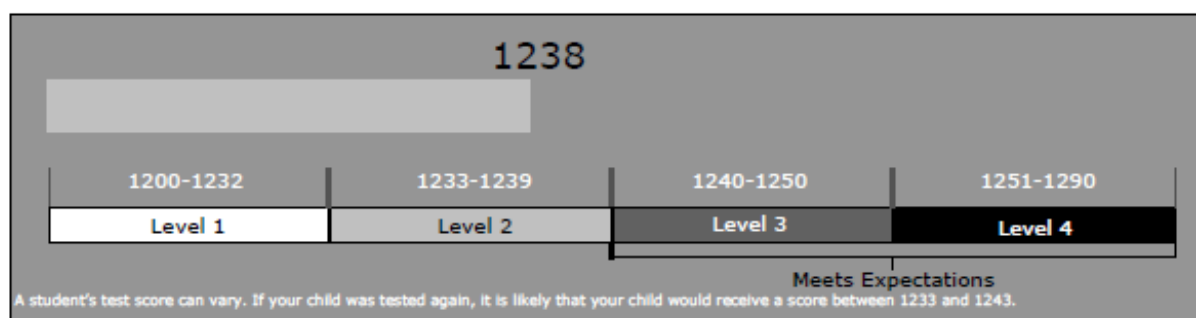 1238
1200-1232 1233-1239 1240-1250 1251-1290
Level 1 Level 2 Level 3 Level 4
Meets Expectations
A student's test score can vary. If your child was tested again, it is likely that your child would receive a score between 1233 and 1243.